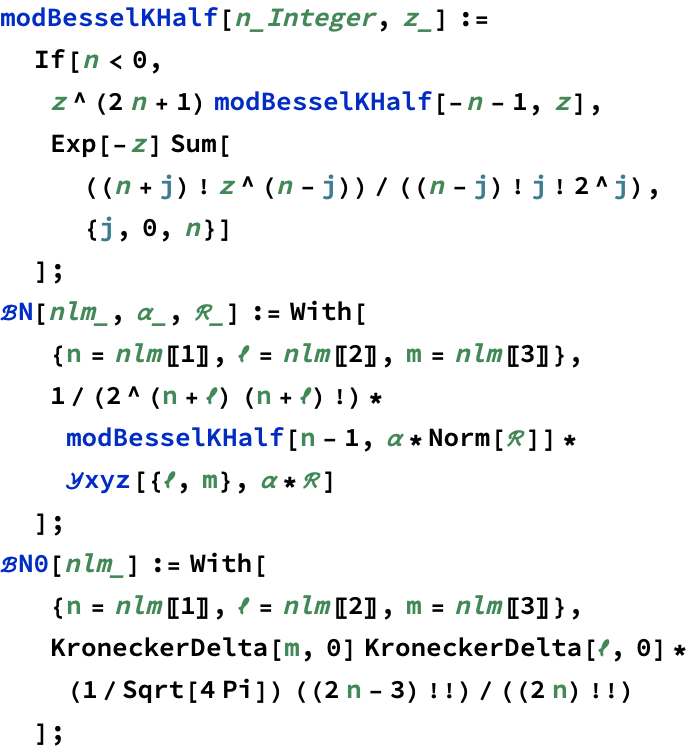 modBesselKHalf[n_Integer, z_] :=
If[n < 0,
z ^ (2 n + 1) modBesselKHalf[-n - 1, z],
Exp[-z] Sum[
((n + j) ! z ^ (n - j)) / ((n - j) ! j ! 2 ^ j),
{j, 0, n}]
];
ℬN[nlm_, α_, ℛ_] := With[
{n = nlm〚1〛, ℓ = nlm〚2〛, m = nlm〚3〛},
1 / (2 ^ (n + ℓ) (n + ℓ) !) *
modBesselKHalf[n - 1, α * Norm[ℛ]] *
𝒴xyz[{ℓ, m}, α * ℛ]
];
ℬN0[nlm_] := With[
{n = nlm〚1〛, ℓ = nlm〚2〛, m = nlm〚3〛},
KroneckerDelta[m, 0] KroneckerDelta[ℓ, 0] *
(1 / Sqrt[4 Pi]) ((2 n - 3) !!) / ((2 n) !!)
];